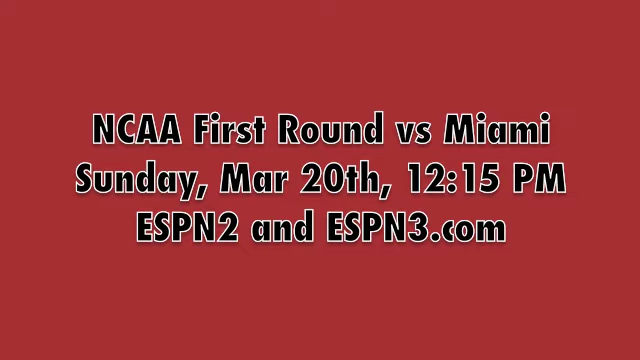 NCAA First Round vs Miami
Sunday, Mar 20th, 12:15 PM
ESPN2 and ESPN3.com